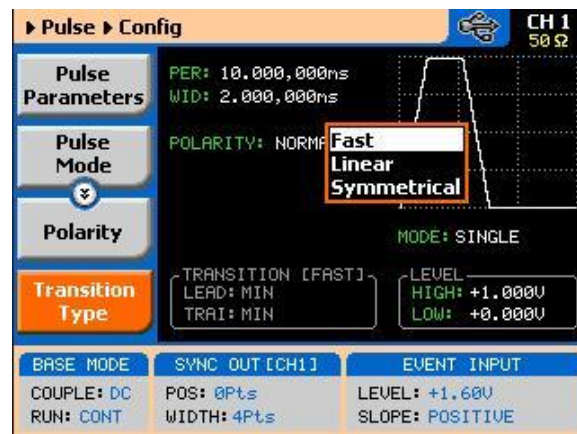 ▸ Pulse ▸ Config
CH 1
50 Ω
Pulse
Parameters
PER: 10.000,000ns
WID: 2.000,000ns
Pulse
Mode
POLARITY: NORMA
Fast
Linear
Symmetrical
Polarity
MODE: SINGLE
Transition
Type
TRANSITION [FAST]
LEAD: MIN
TRAI: MIN
LEVEL
HIGH: +1.000V
LOW: +0.000V
BASE MODE
COUPLE: DC
RUN: CONT
SYNC OUT [CH1]
POS: 0Pts
WIDTH: 4Pts
EVENT INPUT
LEVEL: +1.60V
SLOPE: POSITIVE